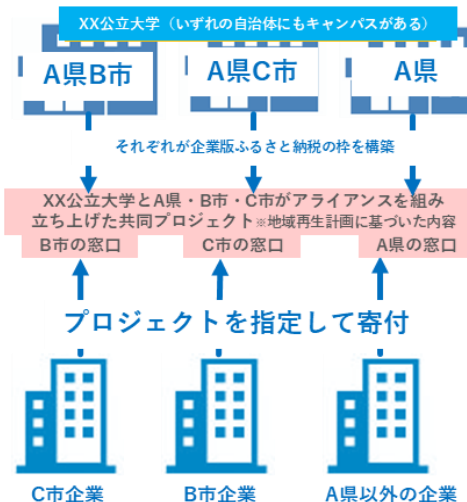 XX公立大学（いずれの自治体にもキャンパスがある）
A県B市
A県C市
A県
それぞれが企業版ふるさと納税の枠を構築
XX公立大学とA県・B市・C市がアライアンスを組み
立ち上げた共同プロジェクト※地域再生計画に基づいた内容
B市の窓口
C市の窓口
A県の窓口
プロジェクトを指定して寄付
C市企業
B市企業
A県以外の企業